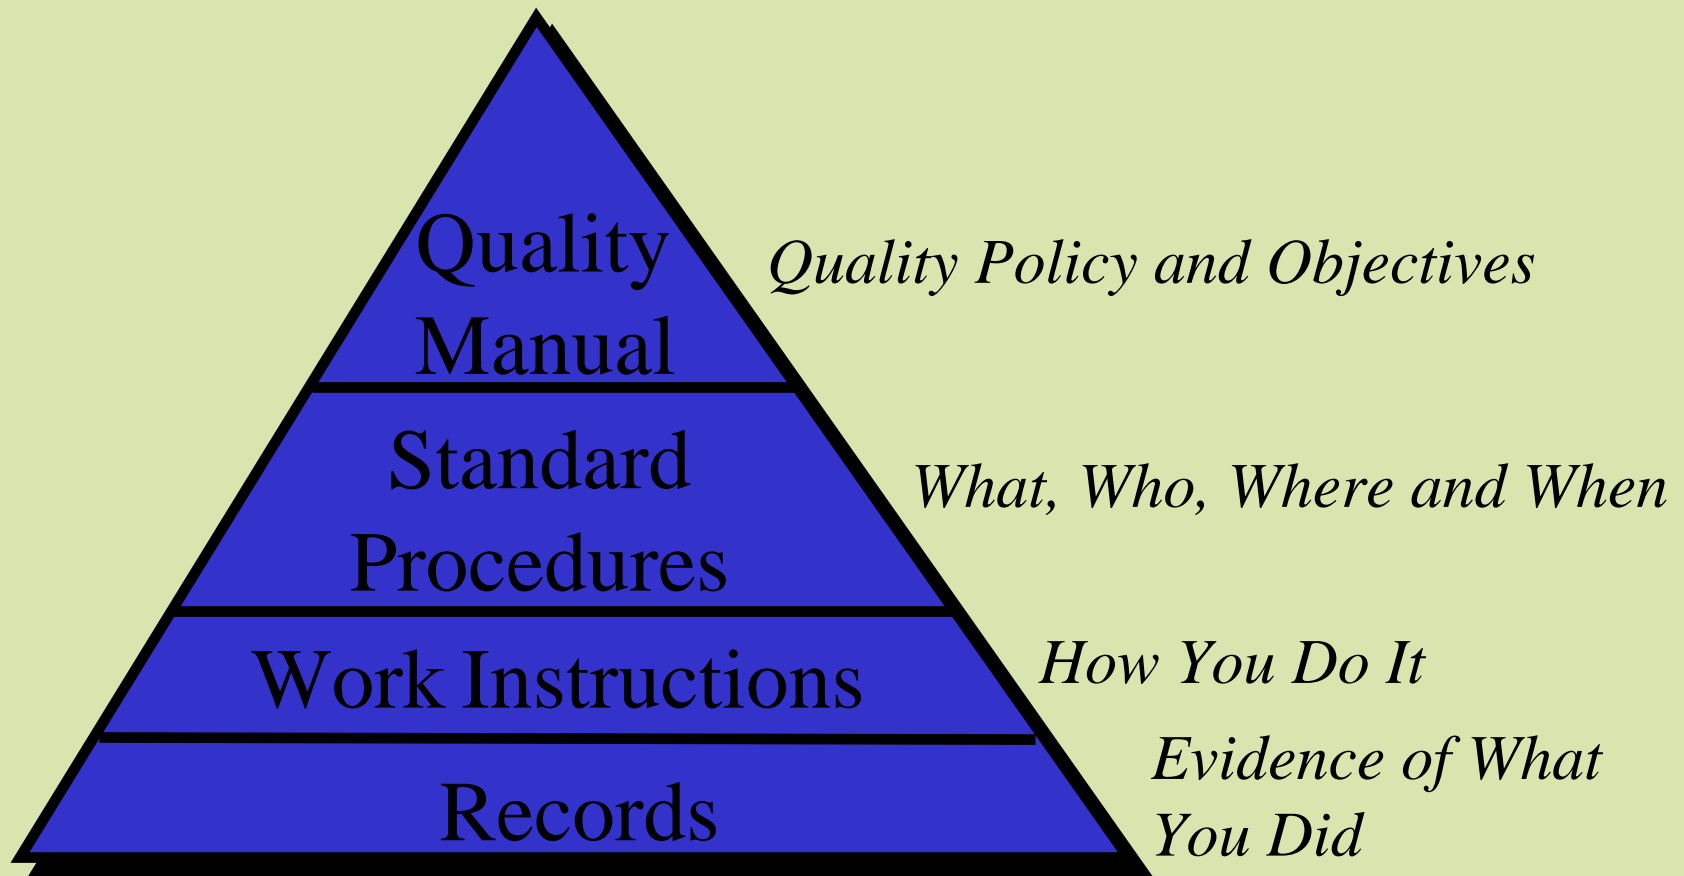 Quality
Manual
Quality Policy and Objectives
Standard
Procedures
What, Who, Where and When
Work Instructions
How You Do It
Records
Evidence of What
You Did